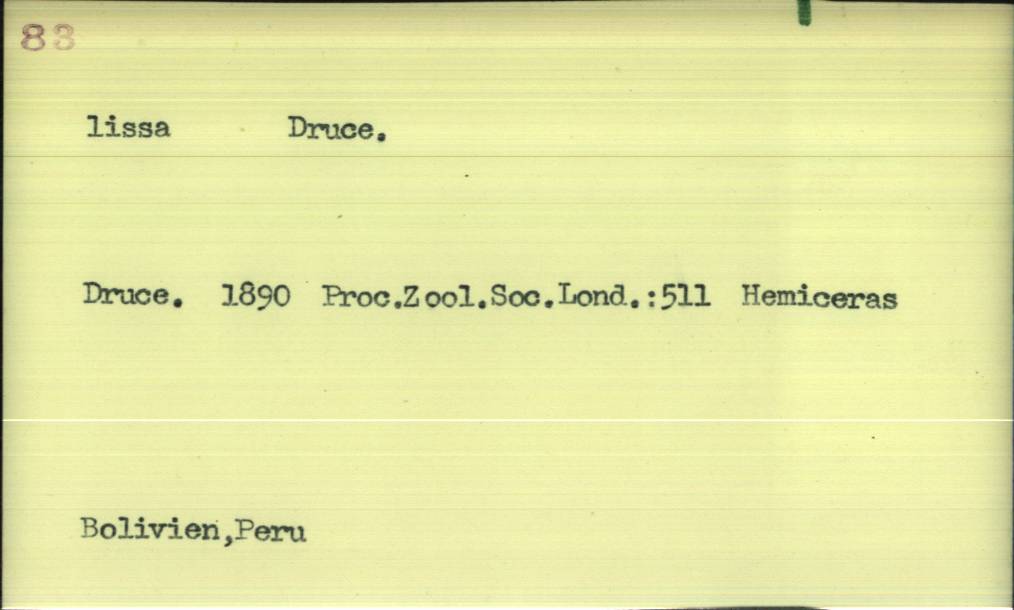 83
lissa Druce.
Druce. 1890 Proc.Zool.Soc.Lond.:511 Hemiceras
Bolivien,Peru